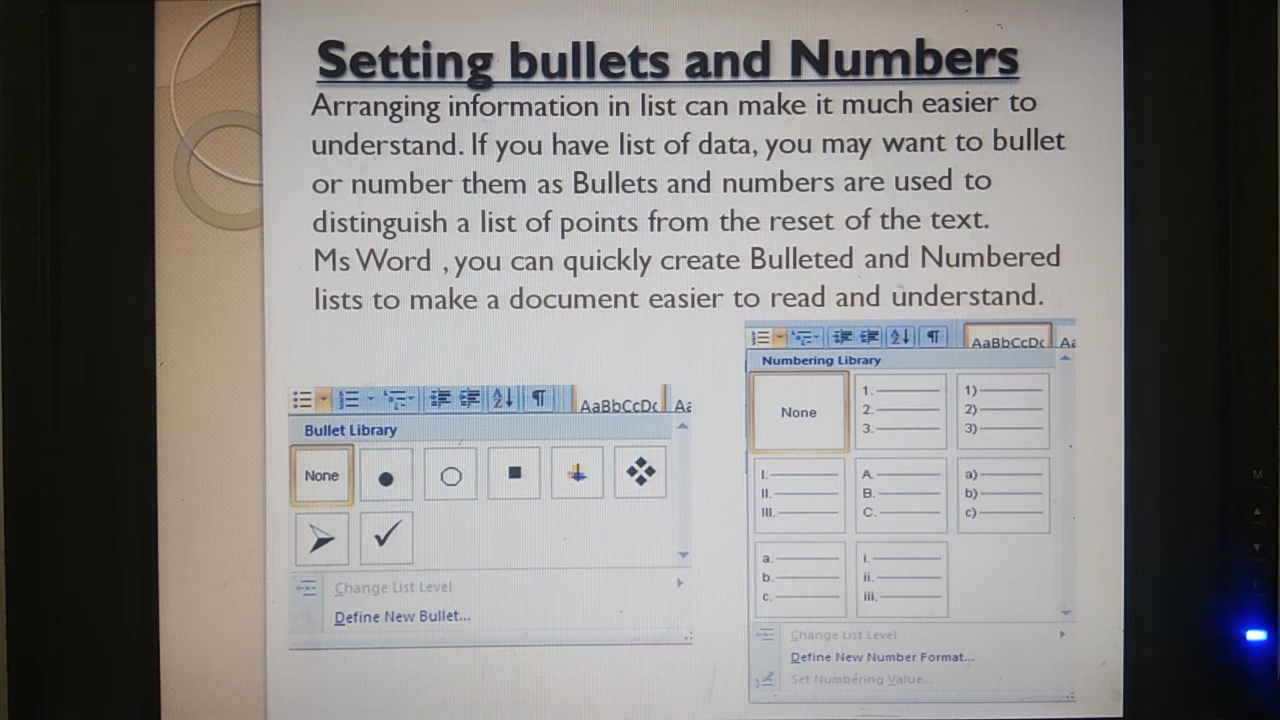 Setting bullets and Numbers
Arranging information in list can make it much easier to
understand. If you have list of data, you may want to bullet
or number them as Bullets and numbers are used to
distinguish a list of points from the reset of the text.
Ms Word , you can quickly create Bulleted and Numbered
lists to make a document easier to read and understand.
AaBbCcDc Aa
Bullet Library
None
Change List Level
Define New Bullet...
AaBbCcDc Aa
Numbering Library
None
1.
2.
3.
1)
2)
3)
I.
II.
III.
A.
B.
C.
a)
b)
c)
a.
b.
c.
i.
ii.
iii.
Change List Level
Define New Number Format...
Set Numbering Value...
M